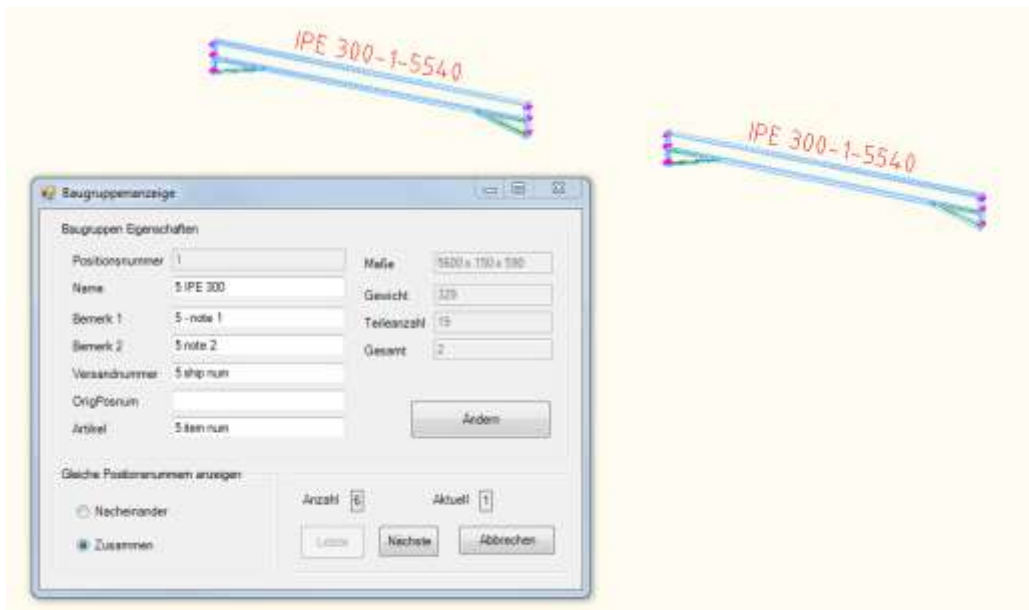 IPE 300-1-5540
IPE 300-1-5540
Baugruppenanzeige
Baugruppen Eigenschaften
Positionsnummer 1
Name 5 IPE 300
Bemerk 1 5 - note 1
Bemerk 2 5 note 2
Versandnummer 5 ship num
OrigPosnum
Artikel 5 item num
Maße 5600 x 150 x 590
Gewicht 329
Teileanzahl 19
Gesamt 2
Ändern
Gleiche Positionsnummern anzeigen
Nacheinander
Zusammen
Anzahl 6 Aktuell 1
Letzte Nächste Abbrechen